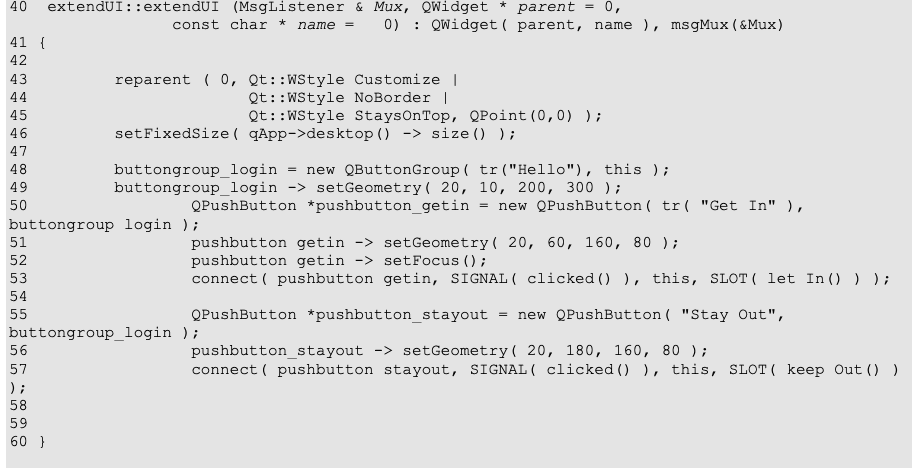 40  extendUI::extendUI (MsgListener & Mux, QWidget * parent = 0,
                 const char * name =   0) : QWidget( parent, name ), msgMux(&Mux)
41 {
42
43         reparent ( 0, Qt::WStyle Customize |
44                       Qt::WStyle NoBorder |
45                       Qt::WStyle StaysOnTop, QPoint(0,0) );
46         setFixedSize( qApp->desktop() -> size() );
47
48         buttongroup_login = new QButtonGroup( tr("Hello"), this );
49         buttongroup_login -> setGeometry( 20, 10, 200, 300 );
50                 QPushButton *pushbutton_getin = new QPushButton( tr( "Get In" ),
buttongroup login );
51                 pushbutton getin -> setGeometry( 20, 60, 160, 80 );
52                 pushbutton getin -> setFocus();
53                 connect( pushbutton getin, SIGNAL( clicked() ), this, SLOT( let In() ) );
54
55                 QPushButton *pushbutton_stayout = new QPushButton( "Stay Out",
buttongroup_login );
56                 pushbutton_stayout -> setGeometry( 20, 180, 160, 80 );
57                 connect( pushbutton stayout, SIGNAL( clicked() ), this, SLOT( keep Out() )
);
58
59
60 }